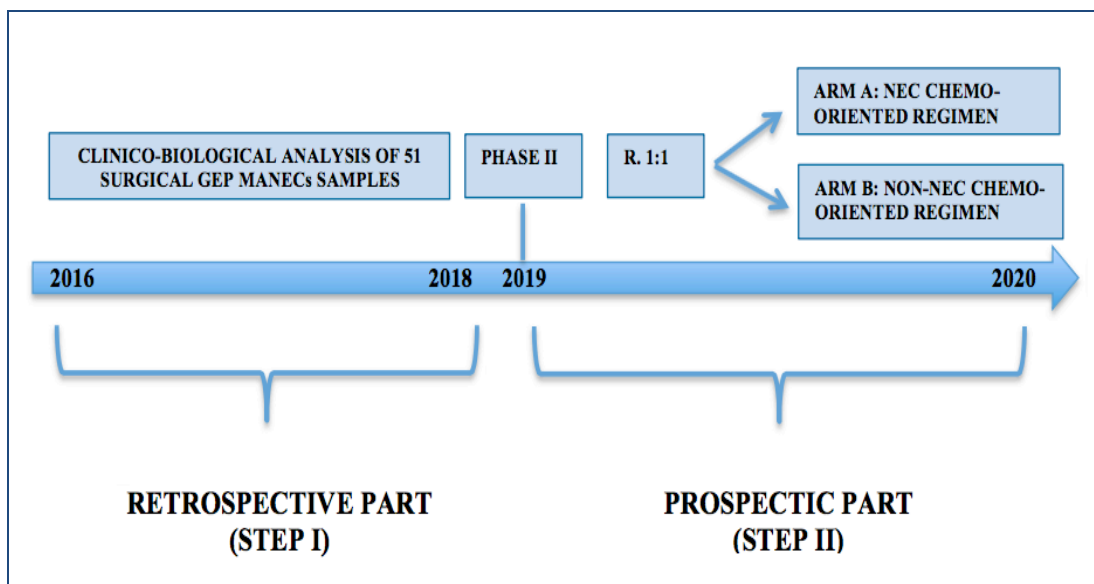 ARM A: NEC CHEMO-
ORIENTED REGIMEN
CLINICO-BIOLOGICAL ANALYSIS OF 51
SURGICAL GEP MANECs SAMPLES
PHASE II
R. 1:1
ARM B: NON-NEC CHEMO-
ORIENTED REGIMEN
2016
2018
2019
2020
RETROSPECTIVE PART
(STEP I)
PROSPECTIC PART
(STEP II)